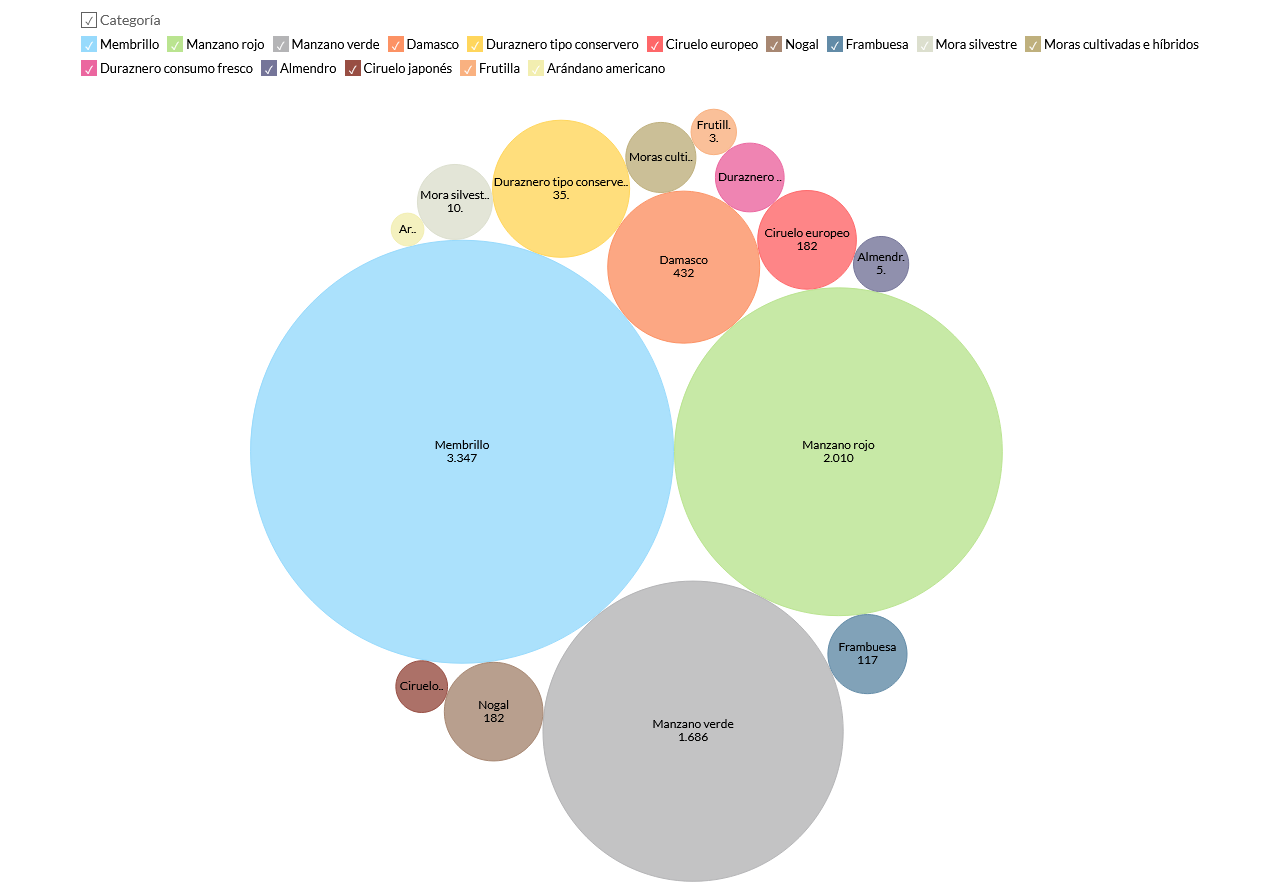 Categoría
Membrillo Manzano rojo Manzano verde Damasco Duraznero tipo conservero Ciruelo europeo Nogal Frambuesa Mora silvestre Moras cultivadas e híbridos
Duraznero consumo fresco Almendro Ciruelo japonés Frutilla Arándano americano
Frutill.
3.
Moras culti..
Duraznero ..
Duraznero tipo conserve..
35.
Mora silvest..
10.
Ar..
Ciruelo europeo
182
Damasco
432
Almendr.
5.
Membrillo
3.347
Manzano rojo
2.010
Frambuesa
117
Ciruelo..
Nogal
182
Manzano verde
1.686